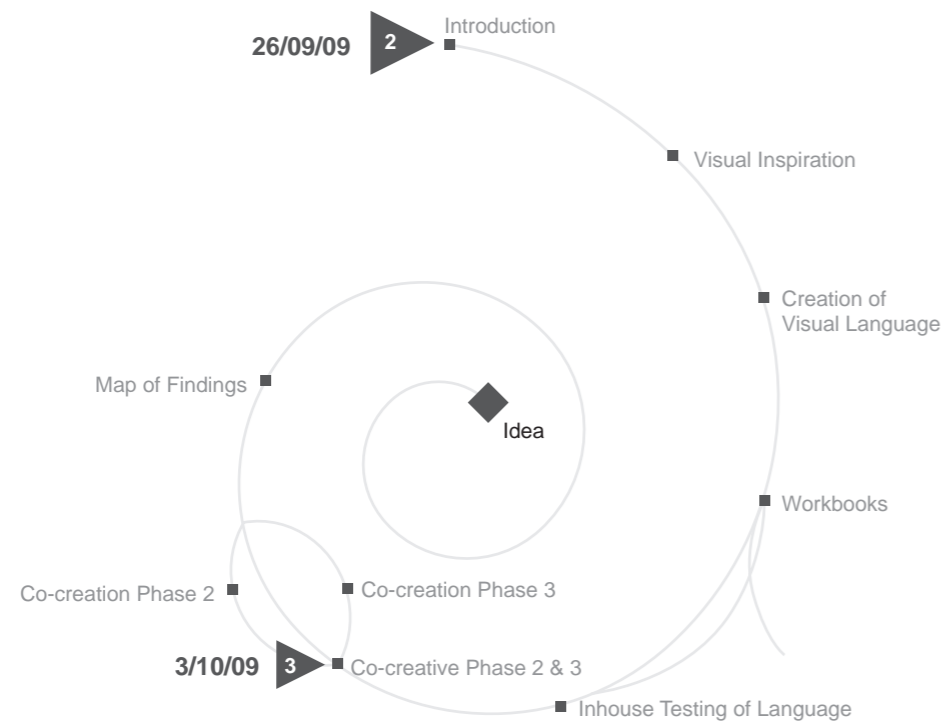 Introduction
26/09/09
2
Visual Inspiration
Creation of
Visual Language
Map of Findings
Idea
Workbooks
Co-creation Phase 2
Co-creation Phase 3
3/10/09
3
Co-creative Phase 2 & 3
Inhouse Testing of Language